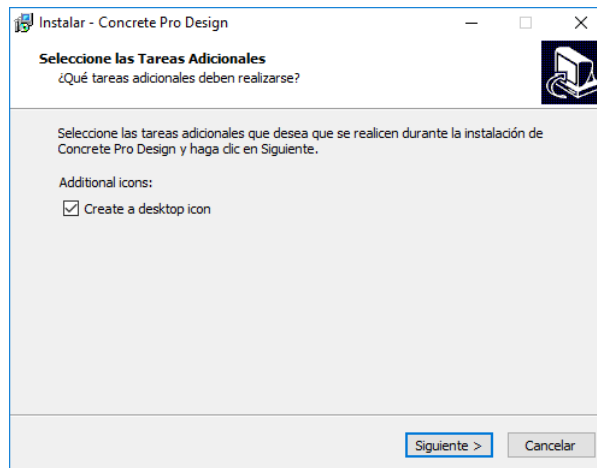 Instalar - Concrete Pro Design
Seleccione las Tareas Adicionales
¿Qué tareas adicionales deben realizarse?
Seleccione las tareas adicionales que desea que se realicen durante la instalación de
Concrete Pro Design y haga clic en Siguiente.
Additional icons:
Create a desktop icon
Siguiente > Cancelar